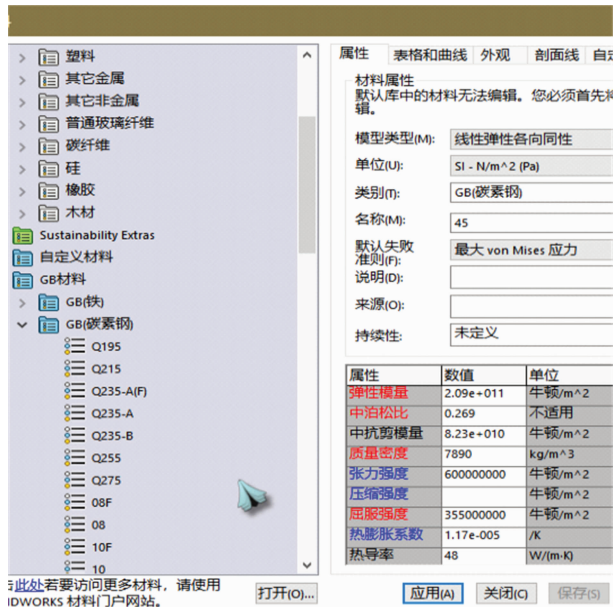 塑料
其它金属
其它非金属
普通玻璃纤维
碳纤维
硅
橡胶
木材
Sustainability Extras
自定义材料
GB材料
GB(铁)
GB(碳素钢)
Q195
Q215
Q235-A(F)
Q235-A
Q235-B
Q255
Q275
08F
08
10F
10
此处若要访问更多材料，请使用
IDWORKS 材料门户网站。
打开(O)...
属性 表格和曲线 外观 剖面线
材料属性
默认库中的材料无法编辑。您必须首先将
辑。
模型类型(M): 线性弹性各向同性
单位(U): SI - N/m^2 (Pa)
类别(T): GB(碳素钢)
名称(M): 45
默认失败
准则(F): 最大 von Mises 应力
说明(D):
来源(O):
持续性: 未定义
属性 数值 单位
弹性模量 2.09e+011 牛顿/m^2
中泊松比 0.269 不适用
中抗剪模量 8.23e+010 牛顿/m^2
质量密度 7890 kg/m^3
张力强度 600000000 牛顿/m^2
压缩强度 牛顿/m^2
屈服强度 355000000 牛顿/m^2
热膨胀系数 1.17e-005 /K
热导率 48 W/(m·K)
应用(A) 关闭(C) 保存(S)